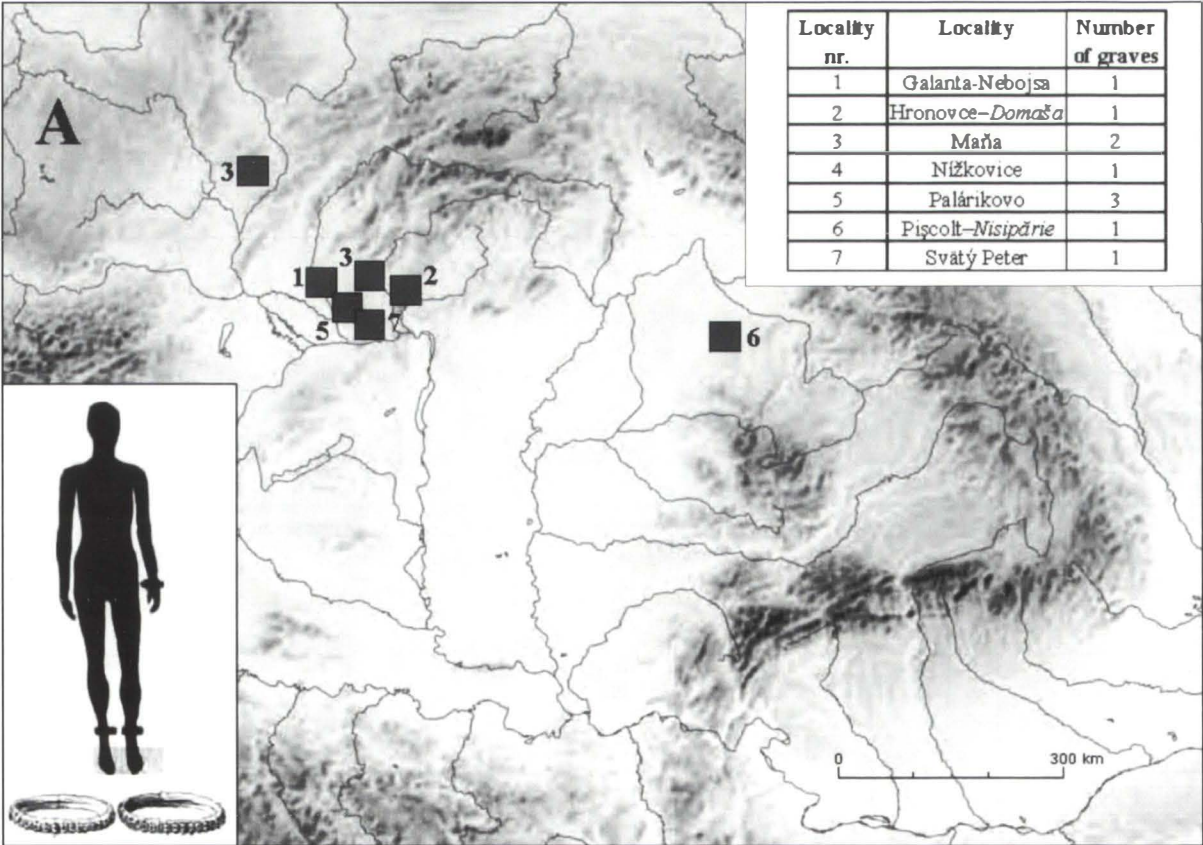 Locality nr. Locality Number of graves
1 Galanta-Nebojsa 1
2 Hronovce–Domaša 1
3 Maňa 2
4 Nížkovice 1
5 Palárikovo 3
6 Pişcolt–Nisipărie 1
7 Svätý Peter 1
A
3
1
3
2
5
7
6
0 300 km